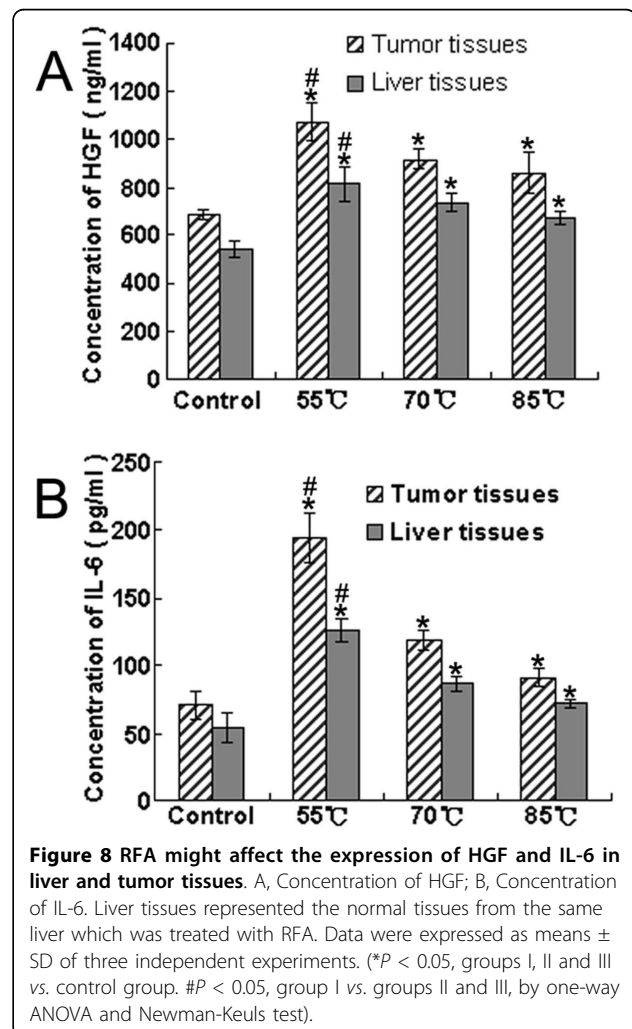 A
Concentration of HGF ( ng/ml)
1400
1200
1000
800
600
400
200
0
Tumor tissues
Liver tissues
#
*
#
*
*
*
*
*
Control 55℃ 70℃ 85℃
B
Concentration of IL-6 ( pg/ml)
250
200
150
100
50
0
Tumor tissues
Liver tissues
#
*
#
*
*
*
*
*
Control 55℃ 70℃ 85℃
Figure 8 RFA might affect the expression of HGF and IL-6 in
liver and tumor tissues. A, Concentration of HGF; B, Concentration
of IL-6. Liver tissues represented the normal tissues from the same
liver which was treated with RFA. Data were expressed as means ±
SD of three independent experiments. (*P < 0.05, groups I, II and III
vs. control group. #P < 0.05, group I vs. groups II and III, by one-way
ANOVA and Newman-Keuls test).